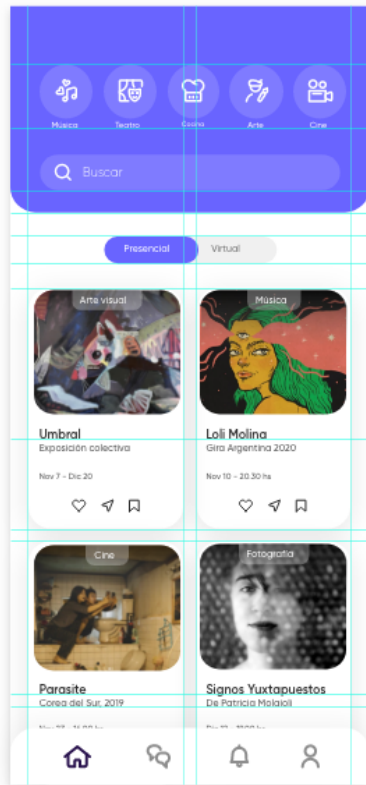 Música Teatro Cocina Arte Cine
Buscar
Presencial Virtual
Arte visual Música
Umbral Loli Molina
Exposición colectiva Gira Argentina 2020
Nov 7 - Dic 20 Nov 10 - 20.30 hs
Cine Fotografía
Parasite Signos Yuxtapuestos
Corea del Sur, 2019 De Patricia Molaioli